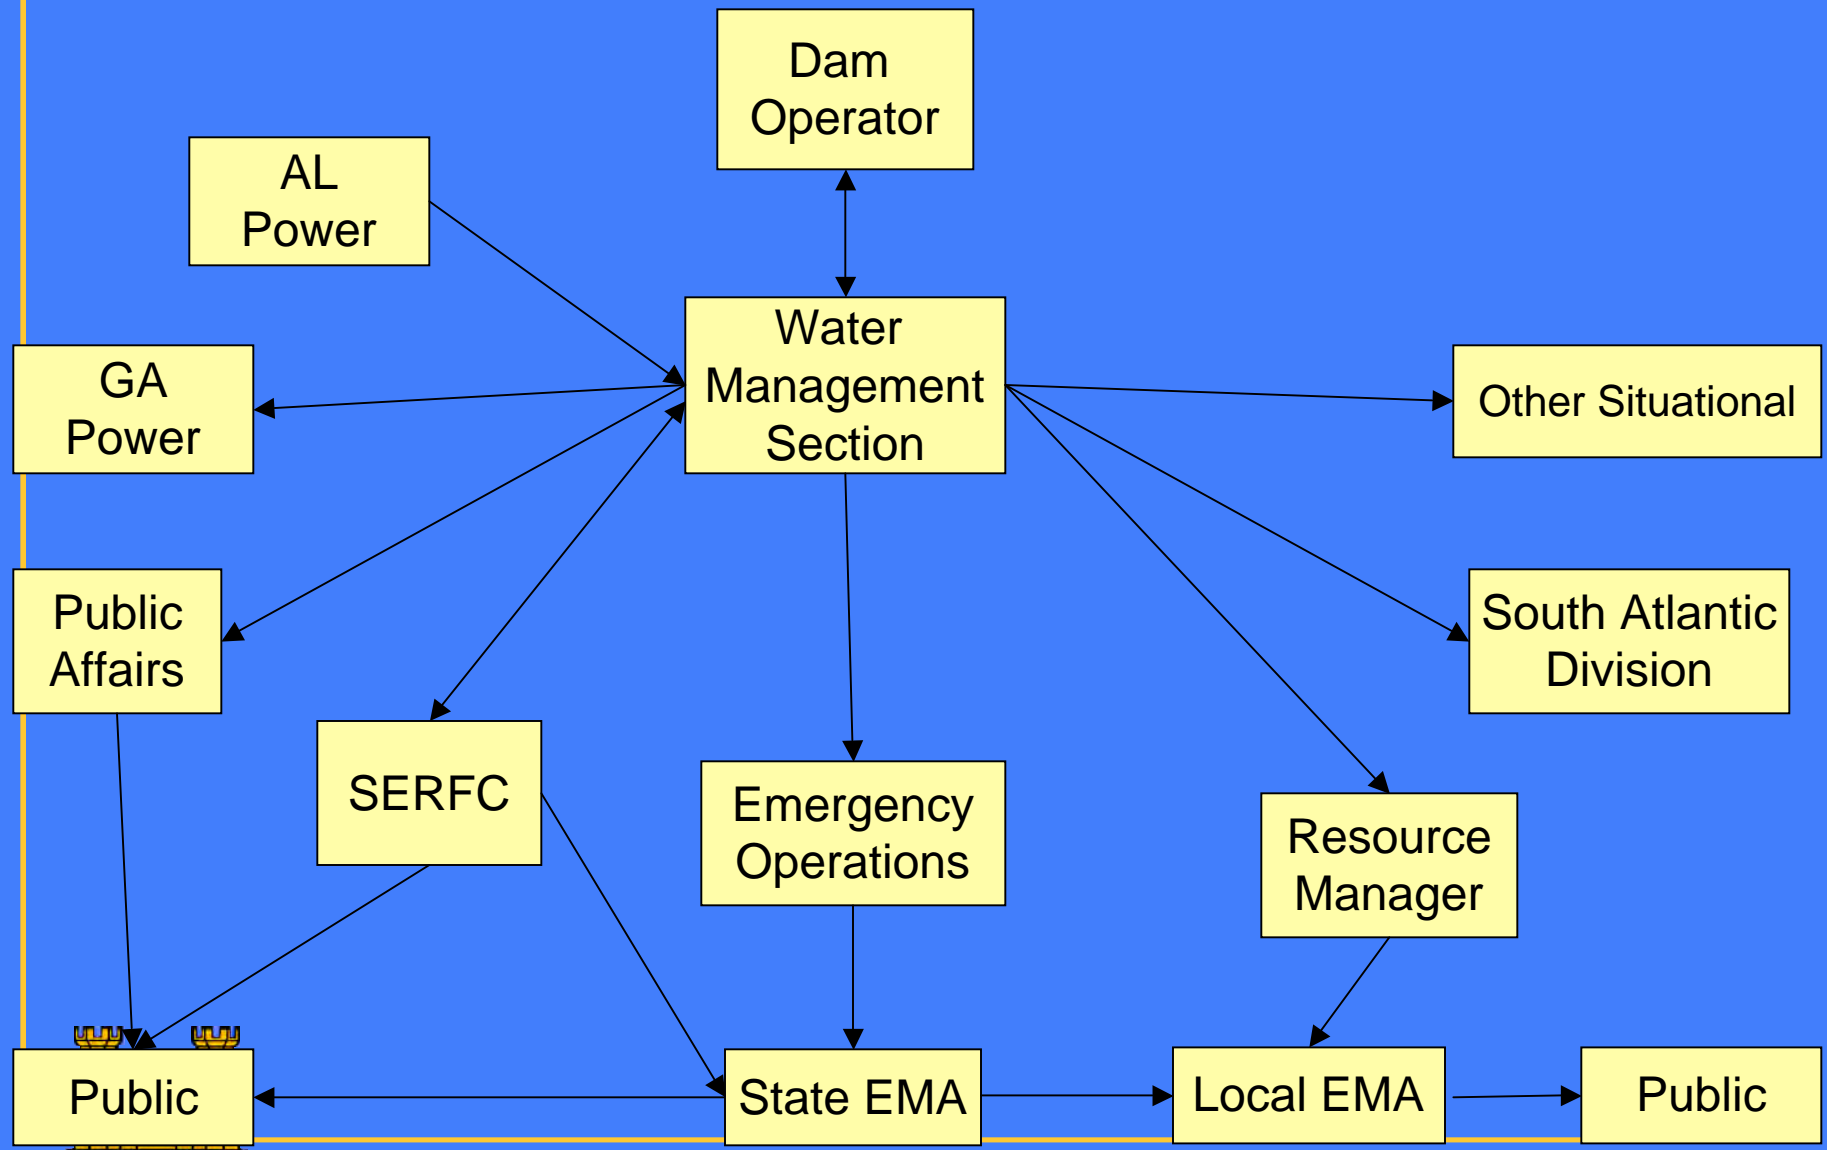 Dam
Operator
AL
Power
Water
Management
Section
GA
Power
Other Situational
Public
Affairs
South Atlantic
Division
SERFC
Emergency
Operations
Resource
Manager
Public
State EMA
Local EMA
Public